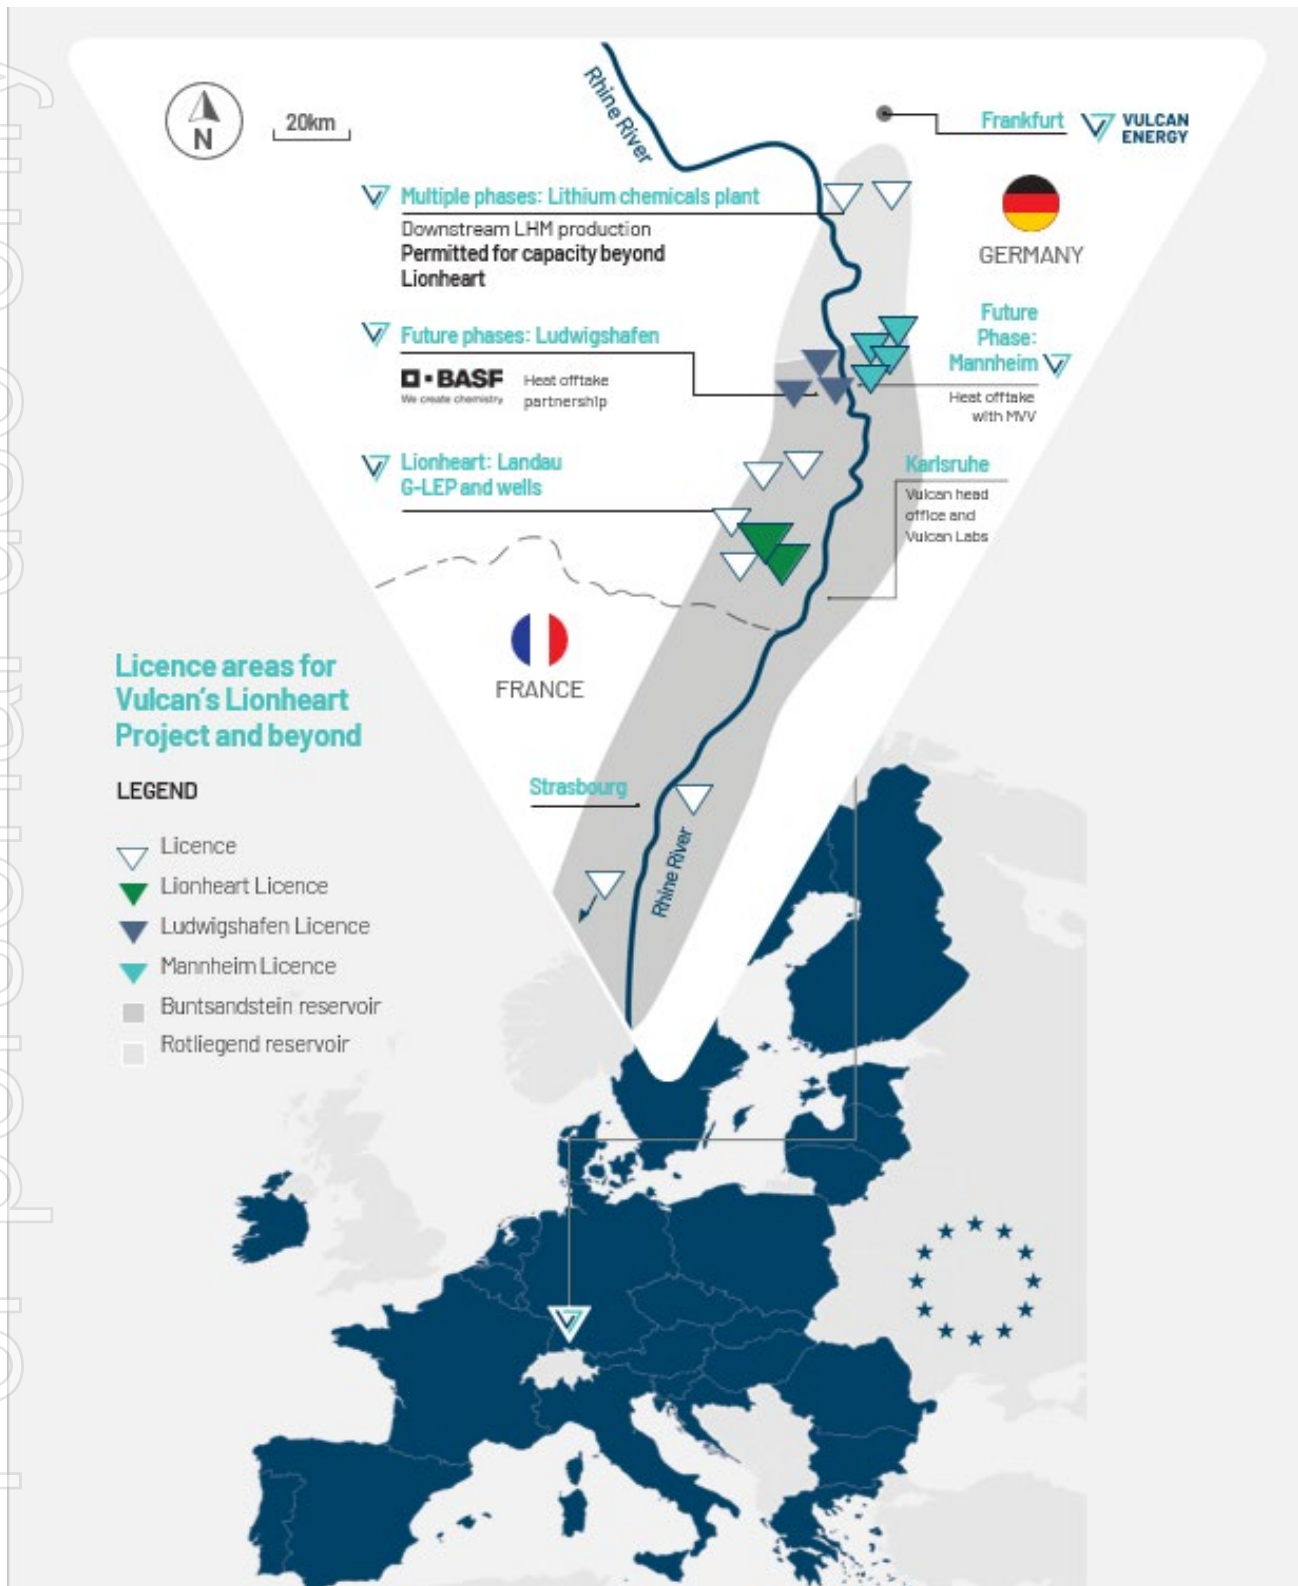 Rhine River
N
20km
Frankfurt
VULCAN
ENERGY
Multiple phases: Lithium chemicals plant
Downstream LHM production
Permitted for capacity beyond
Lionheart
GERMANY
Future phases: Ludwigshafen
BASF
We create chemistry
Heat offtake
partnership
Future
Phase:
Mannheim
Heat offtake
with MVV
Lionheart: Landau
G-LEP and wells
Karlsruhe
Vulcan head
office and
Vulcan Labs
FRANCE
Licence areas for
Vulcan's Lionheart
Project and beyond
Strasbourg
Rhine River
LEGEND
Licence
Lionheart Licence
Ludwigshafen Licence
Mannheim Licence
Buntsandstein reservoir
Rotliegend reservoir